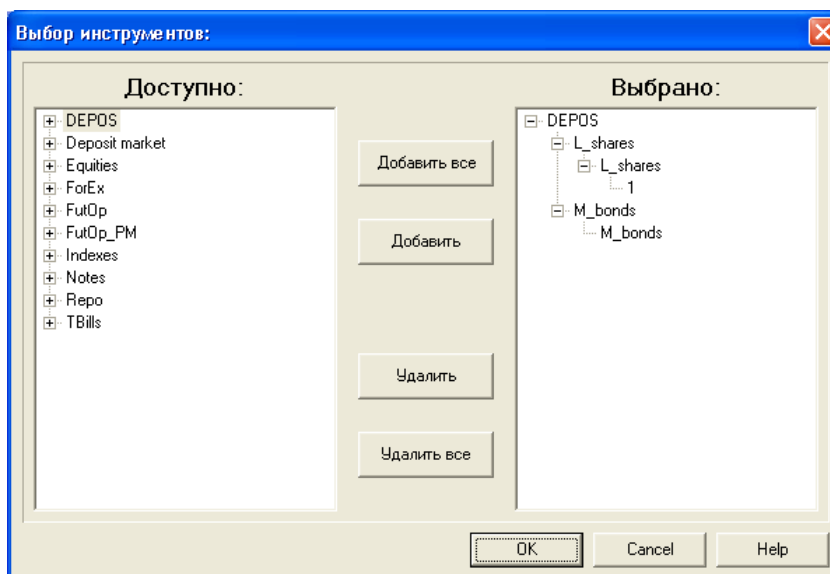 Выбор инструментов:
Доступно:
DEPOS
Deposit market
Equities
ForEx
FutOp
FutOp_PM
Indexes
Notes
Repo
TBills
Добавить все
Добавить
Удалить
Удалить все
Выбрано:
DEPOS
L_shares
L_shares
1
M_bonds
M_bonds
OK
Cancel
Help